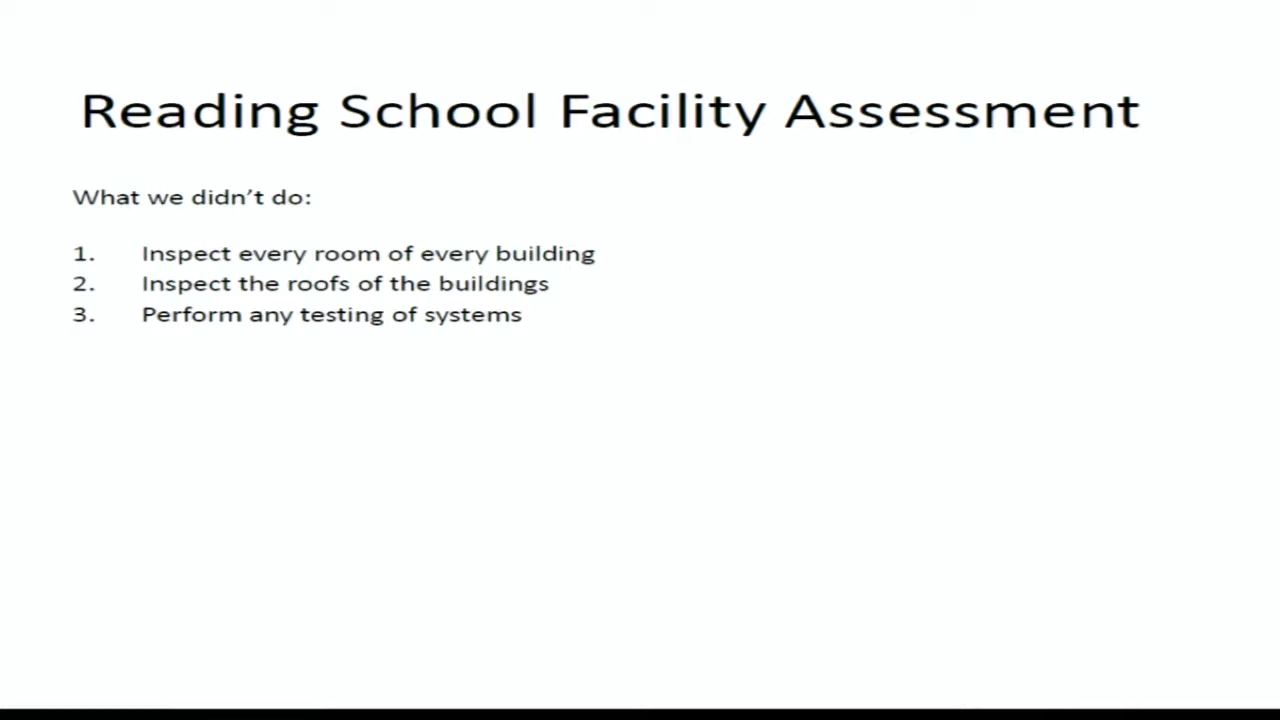 Reading School Facility Assessment
What we didn’t do:
1. Inspect every room of every building
2. Inspect the roofs of the buildings
3. Perform any testing of systems